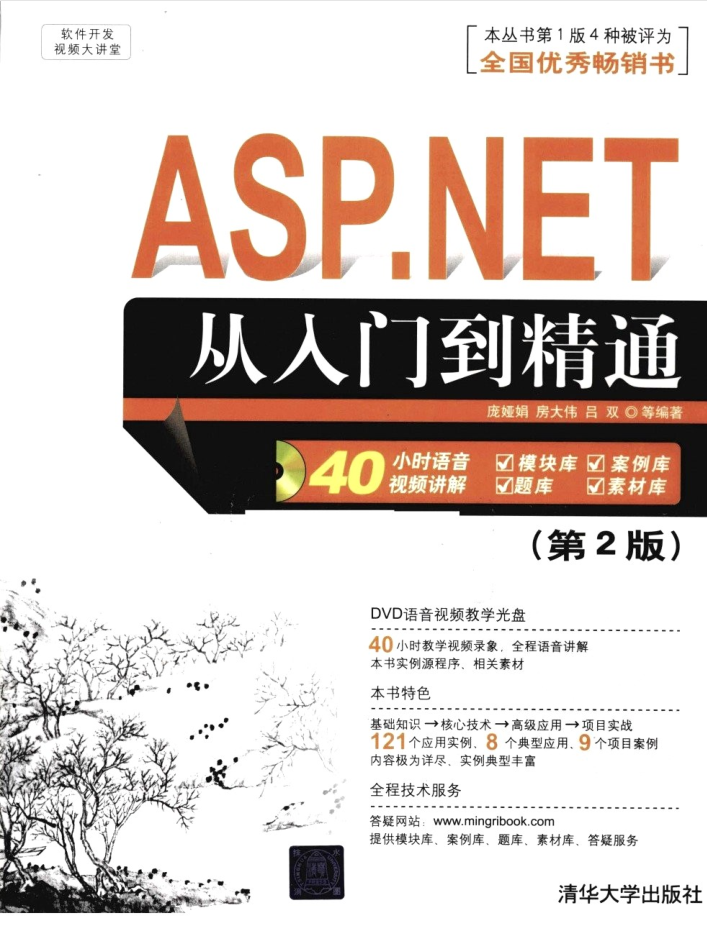 软件开发
视频大讲堂
本丛书第1版4种被评为
全国优秀畅销书
ASP.NET
从入门到精通
庞娅娟 房大伟 吕 双 ◎ 等编著
40 小时语音
视频讲解
模块库 案例库
题库 素材库
（第2版）
DVD语音视频教学光盘
40小时教学视频录象，全程语音讲解
本书实例源程序、相关素材
本书特色
基础知识→核心技术→高级应用→项目实战
121个应用实例、8 个典型应用、9个项目案例
内容极为详尽、实例典型丰富
全程技术服务
答疑网站：www.mingribook.com
提供模块库、案例库、题库、素材库、答疑服务
清华大学出版社